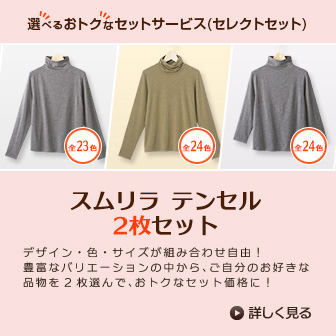 選べるおトクなセットサービス(セレクトセット)
全23色
全24色
全24色
スムリラ テンセル
2枚セット
デザイン・色・サイズが組み合わせ自由！
豊富なバリエーションの中から、ご自分のお好きな
品物を2枚選んで、おトクなセット価格に！
詳しく見る